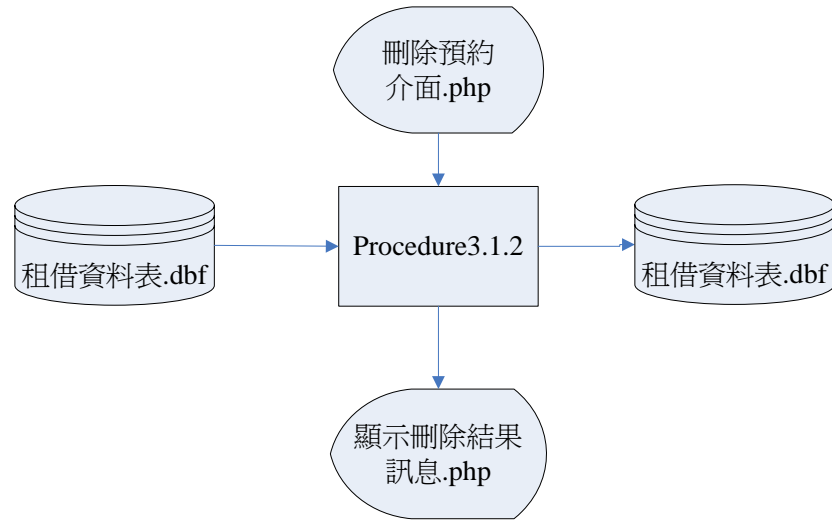 刪除預約
介面.php
租借資料表.dbf
Procedure3.1.2
租借資料表.dbf
顯示刪除結果
訊息.php